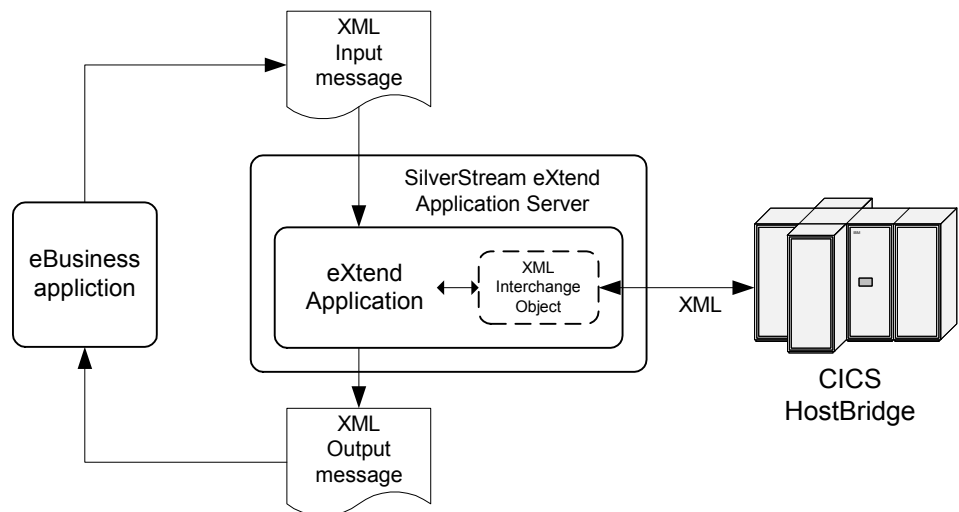 XML
Input
message
SilverStream eXtend
Application Server
eBusiness
appliction
eXtend
Application
XML
Interchange
Object
XML
CICS
HostBridge
XML
Output
message